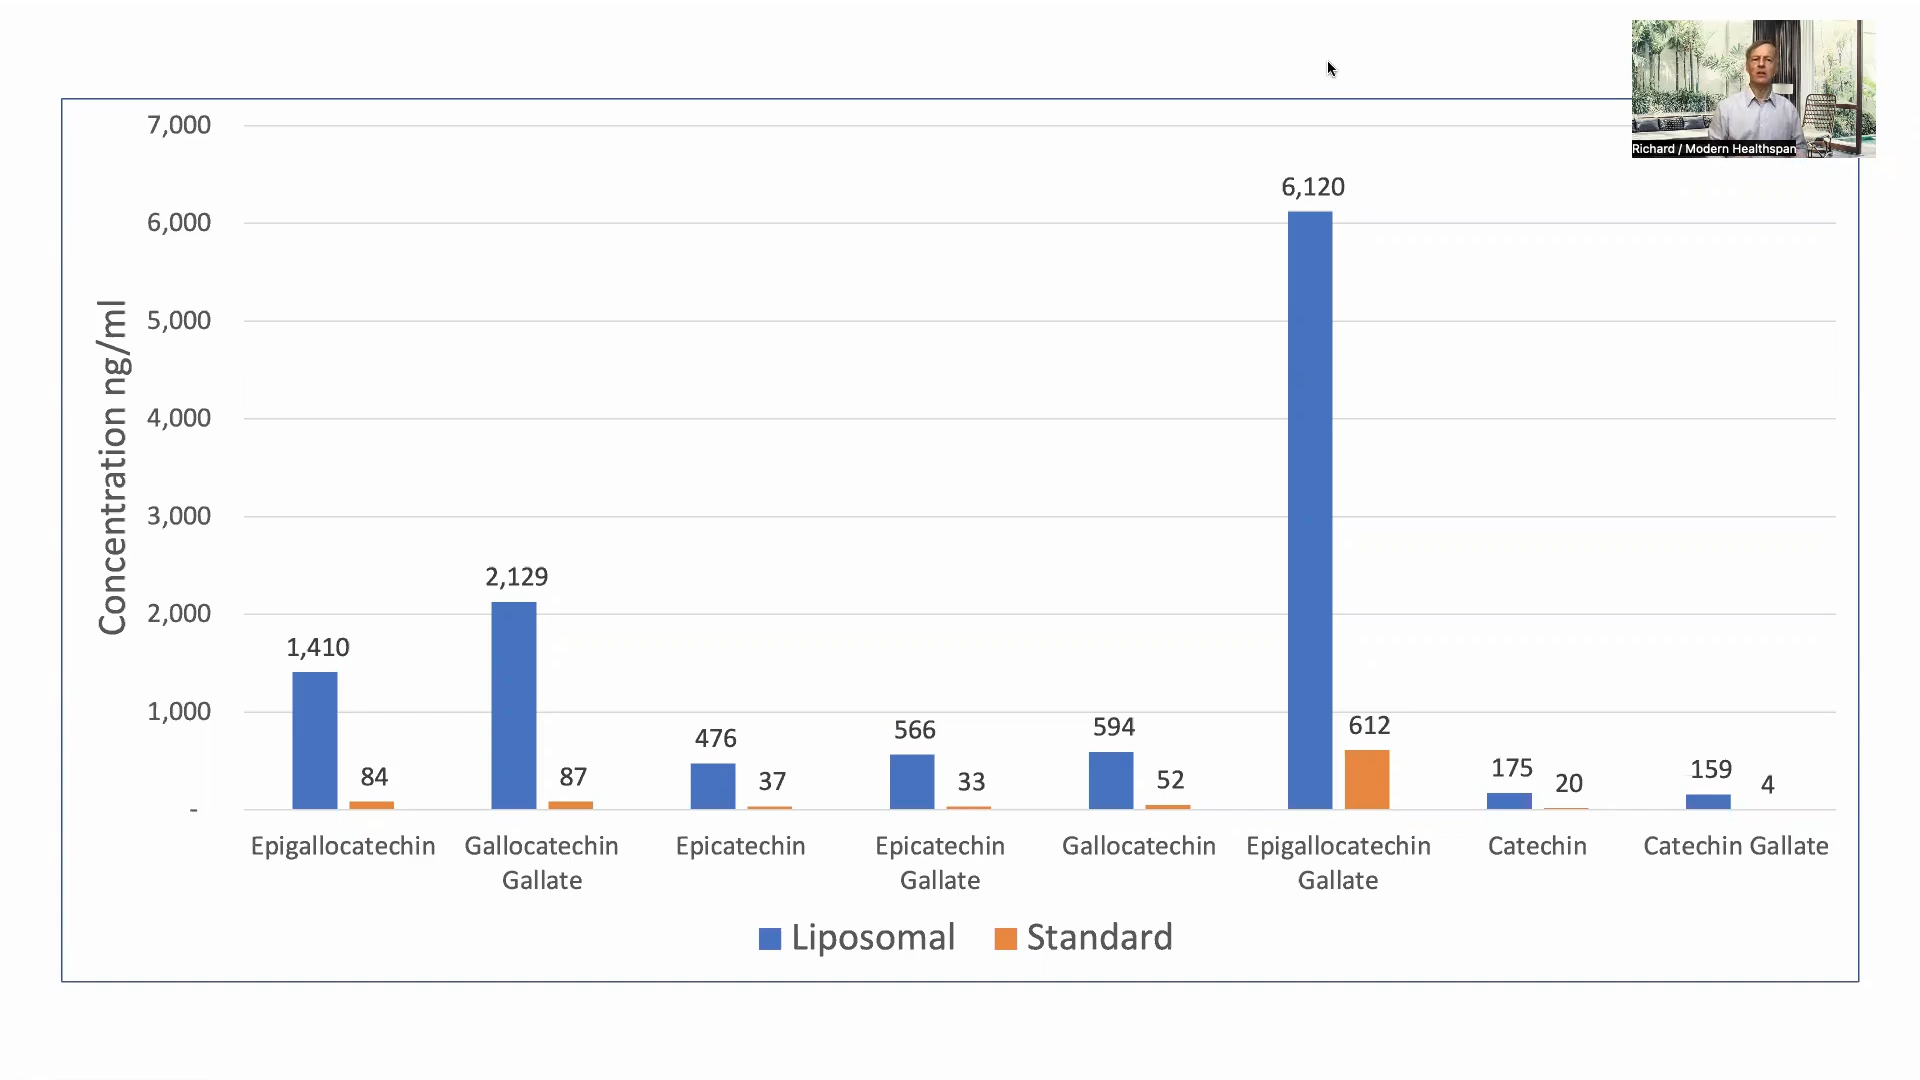 Richard / Modern Healthspan
Concentration ng/ml
7,000
6,000
5,000
4,000
3,000
2,000
1,000
-
1,410
84
2,129
87
476
37
566
33
594
52
6,120
612
175
20
159
4
Epigallocatechin
Gallocatechin
Gallate
Epicatechin
Epicatechin
Gallate
Gallocatechin
Epigallocatechin
Gallate
Catechin
Catechin Gallate
Liposomal
Standard